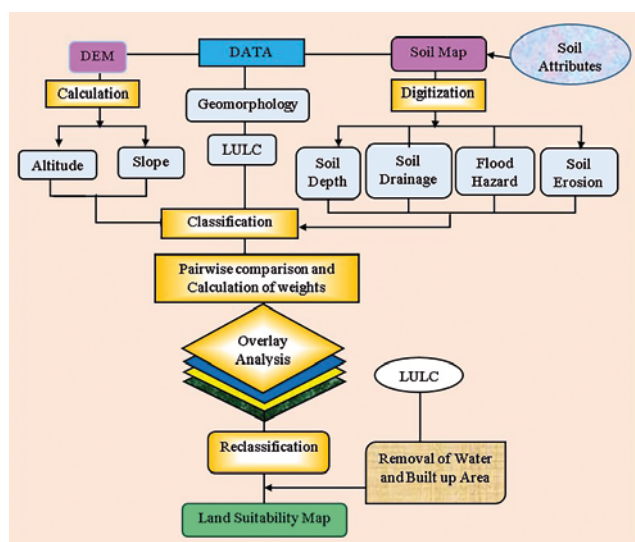 DEM
DATA
Soil Map
Soil
Attributes
Calculation
Geomorphology
Digitization
LULC
Altitude
Slope
Soil
Depth
Soil
Drainage
Flood
Hazard
Soil
Erosion
Classification
Pairwise comparison and
Calculation of weights
Overlay
Analysis
LULC
Reclassification
Removal of Water
and Built up Area
Land Suitability Map